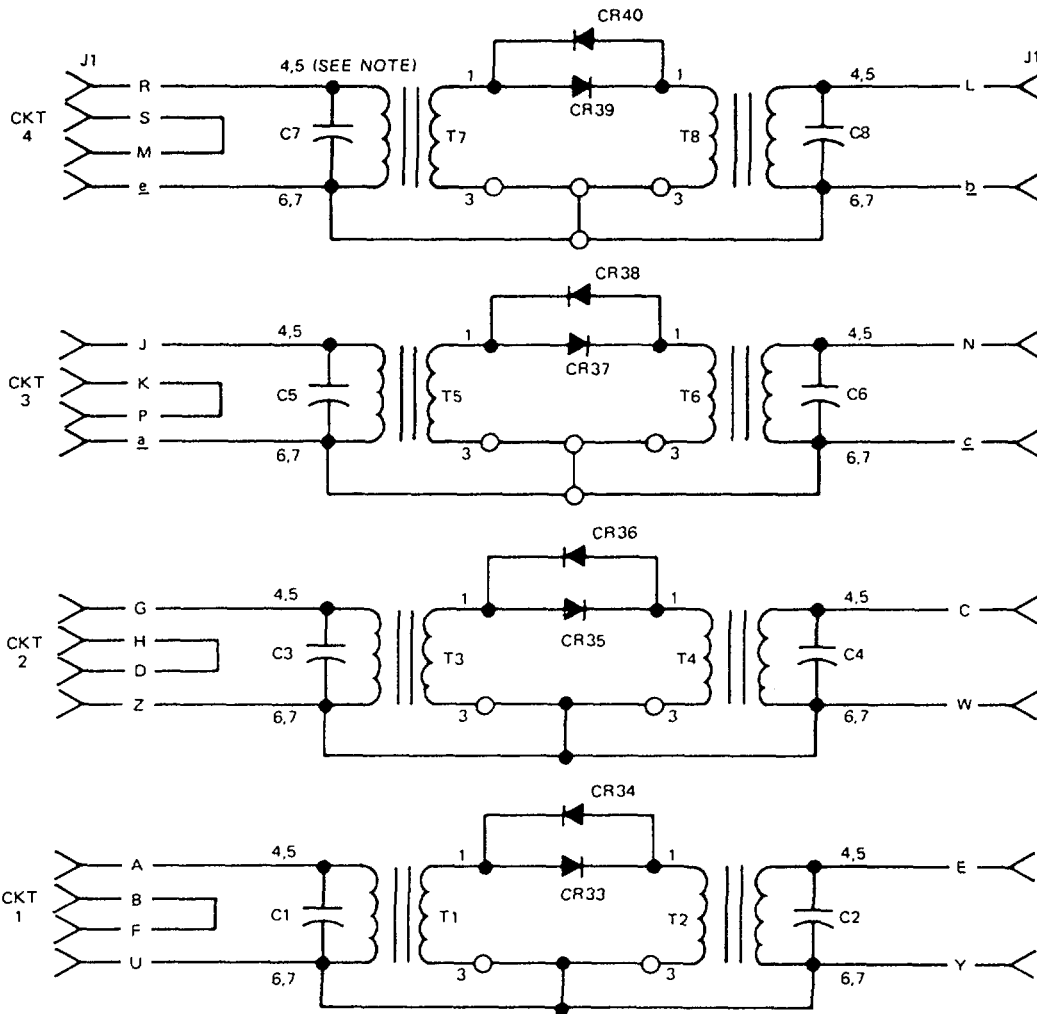 CR40
J1
J1
R
4,5 (SEE NOTE)
1
1
4,5
L
CKT
4
S
C7
T7
CR39
T8
C8
M
e
6,7
3
3
6,7
b
CR38
J
4,5
1
1
4,5
N
CKT
3
K
C5
T5
CR37
T6
C6
P
a
6,7
3
3
6,7
c
CR36
G
4,5
1
1
4,5
C
CKT
2
H
C3
T3
CR35
T4
C4
D
Z
6,7
3
3
6,7
W
CR34
A
4,5
1
1
4,5
E
CKT
1
B
C1
T1
CR33
T2
C2
F
U
6,7
3
3
6,7
Y